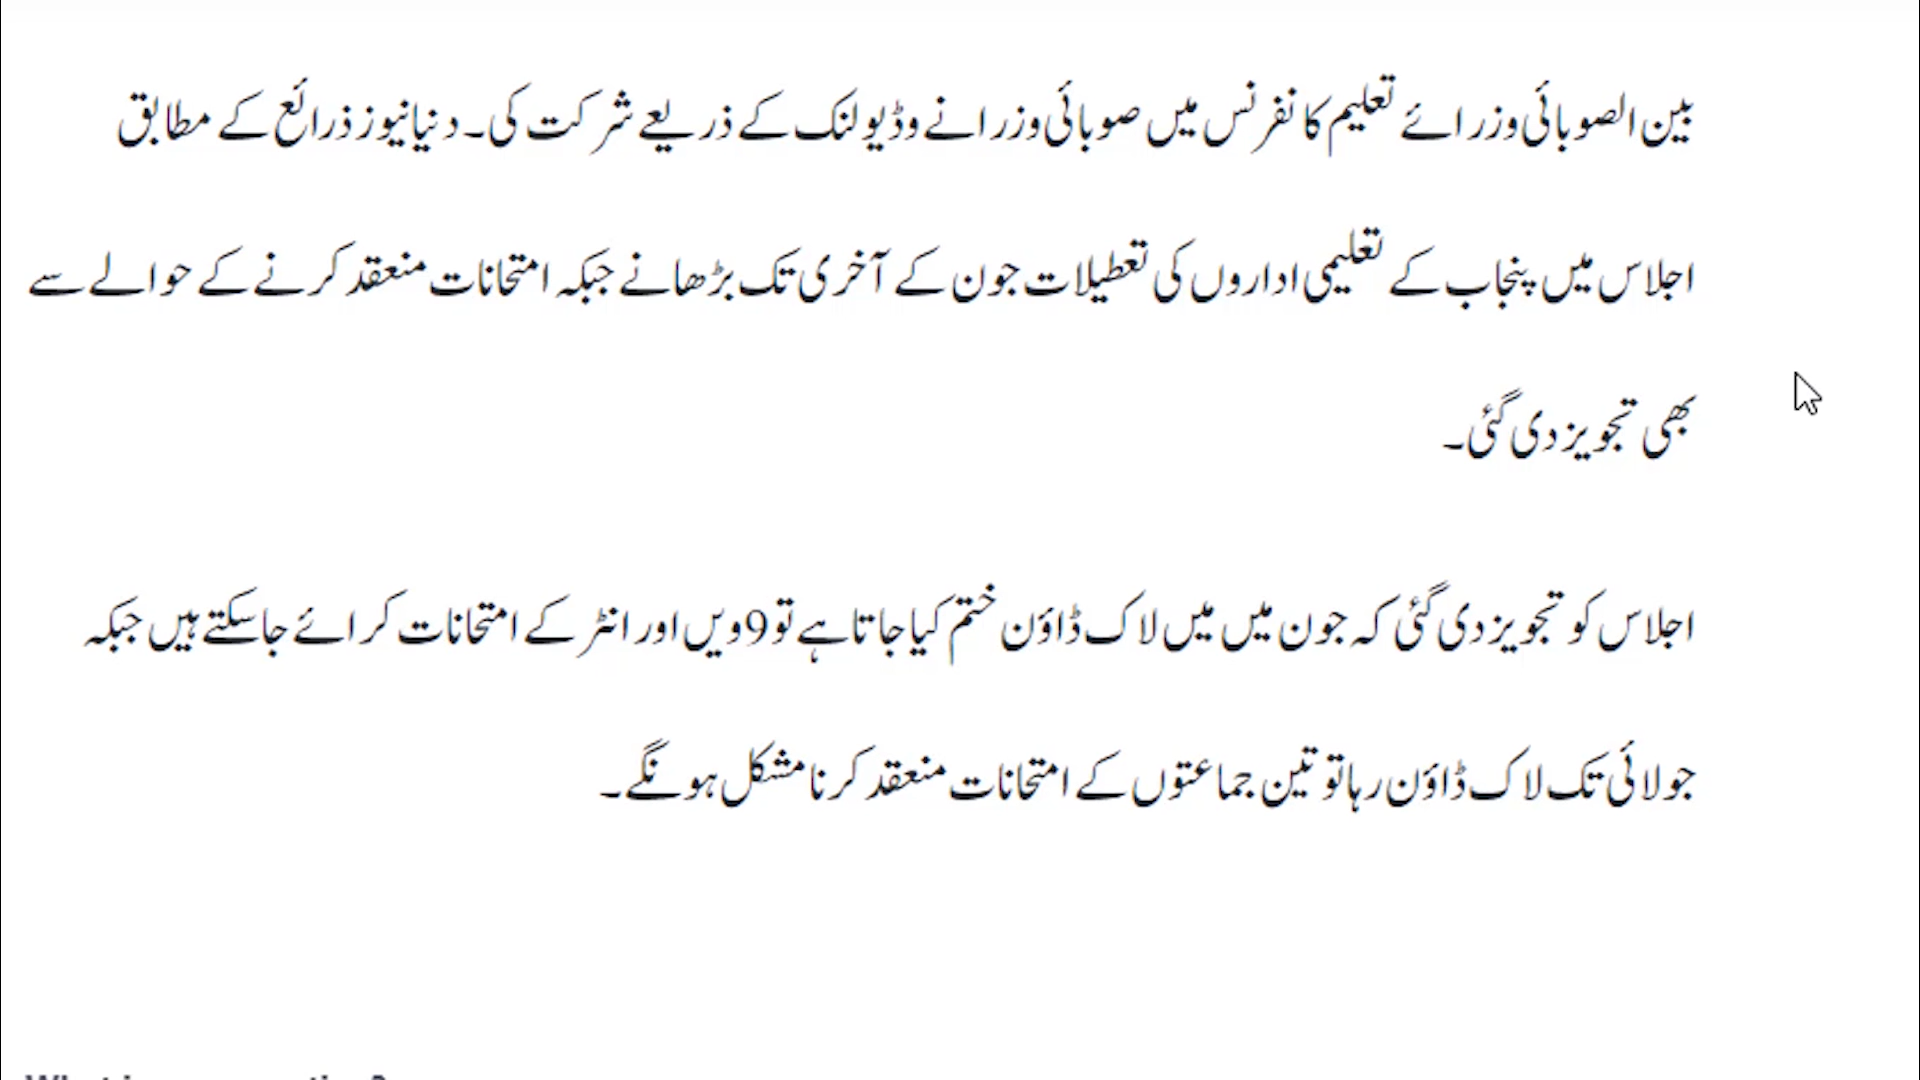 بین الصوبائی وزرائے تعلیم کانفرنس میں صوبائی وزرا نے وڈیو لنک کے ذریعے شرکت کی۔ دنیا نیوز ذرائع کے مطابق
اجلاس میں پنجاب کے تعلیمی اداروں کی تعطیلات جون کے آخری تک بڑھانے جبکہ امتحانات منعقد کرنے کے حوالے سے
بھی تجویز دی گئی۔
اجلاس کو تجویز دی گئی کہ جون میں میں لاک ڈاؤن ختم کیا جاتا ہے تو 9ویں اور انٹر کے امتحانات کرائے جاسکتے ہیں جبکہ
جولائی تک لاک ڈاؤن رہا تو تین جماعتوں کے امتحانات منعقد کرنا مشکل ہونگے۔